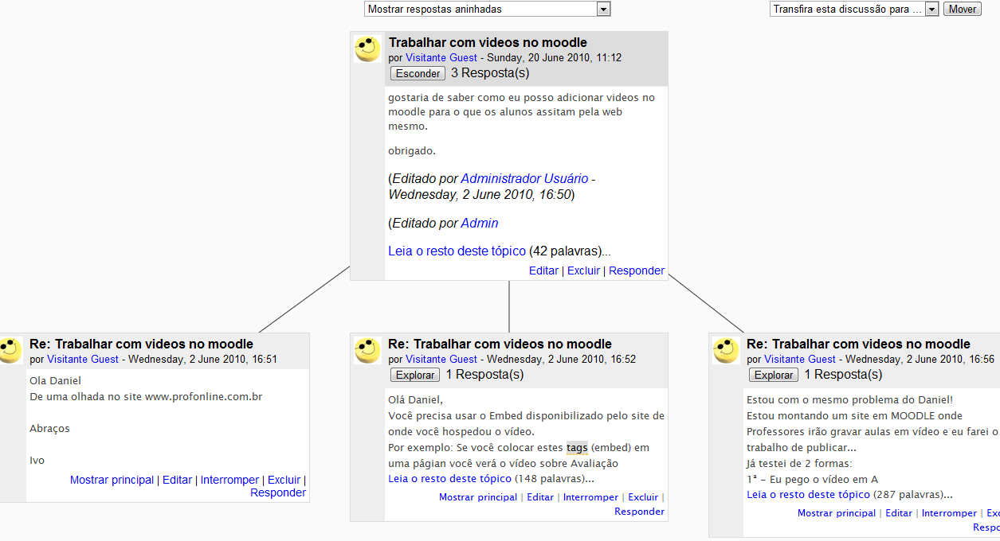 Mostrar respostas aninhadas
Transfira esta discussão para ...
Mover
Trabalhar com videos no moodle
por Visitante Guest - Sunday, 20 June 2010, 11:12
Esconder 3 Resposta(s)
gostaria de saber como eu posso adicionar videos no
moodle para o que os alunos assitam pela web
mesmo.
obrigado.
(Editado por Administrador Usuário -
Wednesday, 2 June 2010, 16:50)
(Editado por Admin
Leia o resto deste tópico (42 palavras)...
Editar | Excluir | Responder
Re: Trabalhar com videos no moodle
por Visitante Guest - Wednesday, 2 June 2010, 16:51
Ola Daniel
De uma olhada no site www.profonline.com.br
Abraços
Ivo
Mostrar principal | Editar | Interromper | Excluir |
Responder
Re: Trabalhar com videos no moodle
por Visitante Guest - Wednesday, 2 June 2010, 16:52
Explorar 1 Resposta(s)
Olá Daniel,
Você precisa usar o Embed disponibilizado pelo site de
onde você hospedou o vídeo.
Por exemplo: Se você colocar estes tags (embed) em
uma págian você verá o vídeo sobre Avaliação
Leia o resto deste tópico (148 palavras)...
Mostrar principal | Editar | Interromper | Excluir |
Responder
Re: Trabalhar com videos no moodle
por Visitante Guest - Wednesday, 2 June 2010, 16:56
Explorar 1 Resposta(s)
Estou com o mesmo problema do Daniel!
Estou montando um site em MOODLE onde
Professores irão gravar aulas em vídeo e eu farei o
trabalho de publicar...
Já testei de 2 formas:
1ª - Eu pego o vídeo em A
Leia o resto deste tópico (287 palavras)...
Mostrar principal | Editar | Interromper | Exc
Respo